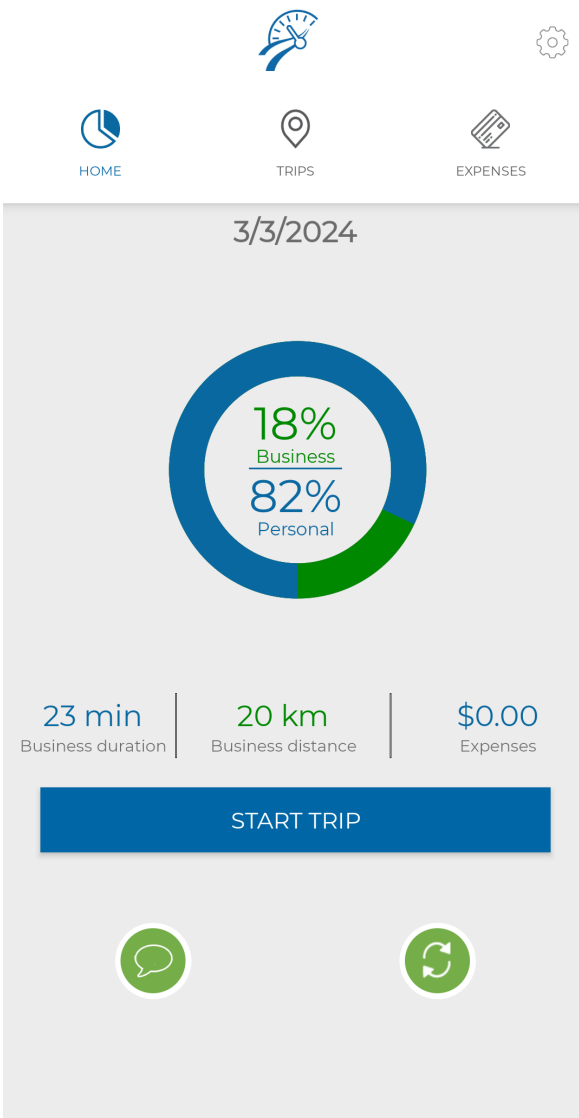 HOME TRIPS EXPENSES
3/3/2024
18%
Business
82%
Personal
23 min 20 km $0.00
Business duration Business distance Expenses
START TRIP